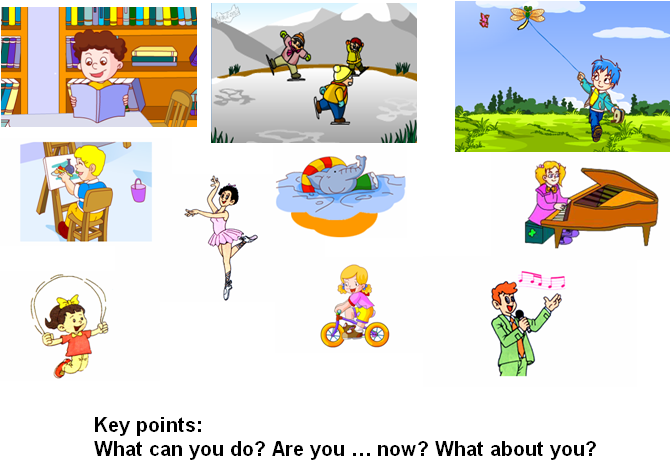 Key points:
What can you do? Are you … now? What about you?